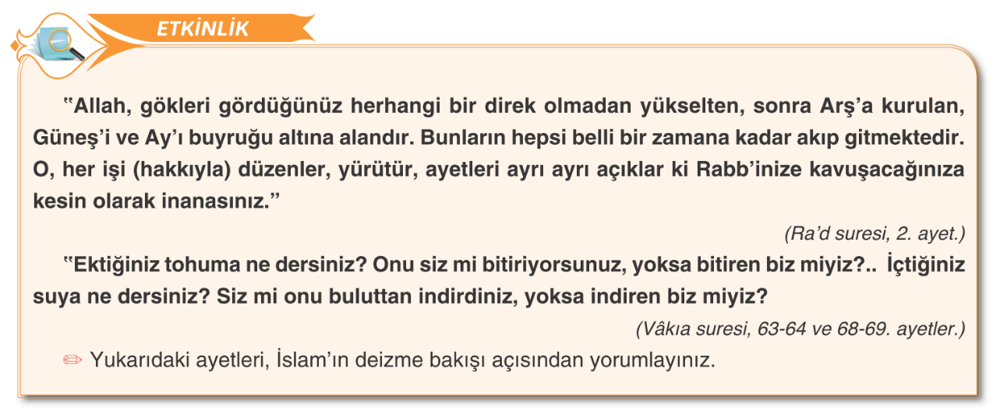 ETKİNLİK
‟Allah, gökleri gördüğünüz herhangi bir direk olmadan yükselten, sonra Arş’a kurulan,
Güneş’i ve Ay’ı buyruğu altına alandır. Bunların hepsi belli bir zamana kadar akıp gitmektedir.
O, her işi (hakkıyla) düzenler, yürütür, ayetleri ayrı ayrı açıklar ki Rabb’inize kavuşacağınıza
kesin olarak inanasınız.”
(Ra’d suresi, 2. ayet.)
‟Ektiğiniz tohuma ne dersiniz? Onu siz mi bitiriyorsunuz, yoksa bitiren biz miyiz?.. İçtiğiniz
suya ne dersiniz? Siz mi onu buluttan indirdiniz, yoksa indiren biz miyiz?
(Vâkıa suresi, 63-64 ve 68-69. ayetler.)
Yukarıdaki ayetleri, İslam’ın deizme bakışı açısından yorumlayınız.